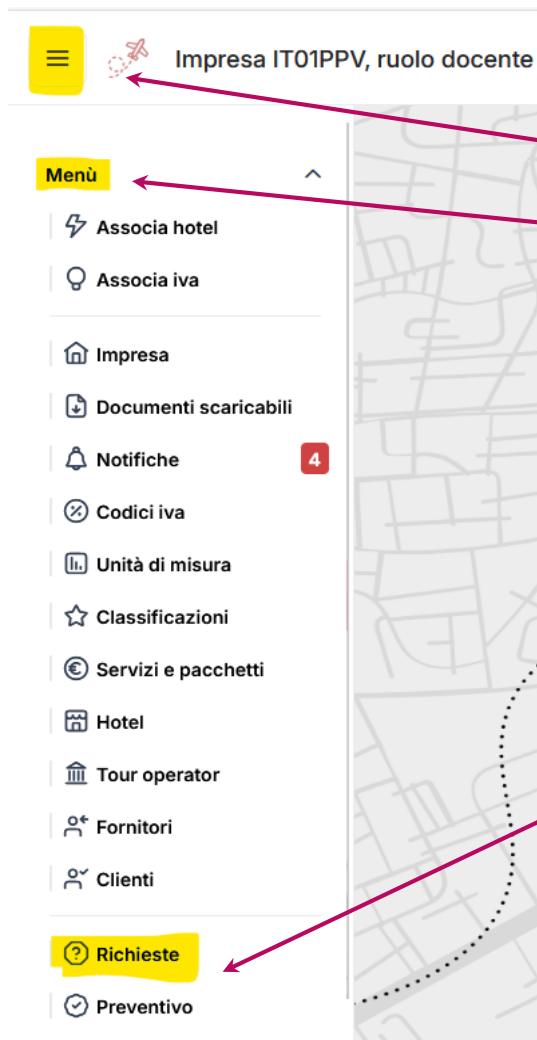 Impresa IT01PPV, ruolo docente
Menù
Associa hotel
Associa iva
Impresa
Documenti scaricabili
Notifiche 4
Codici iva
Unità di misura
Classificazioni
Servizi e pacchetti
Hotel
Tour operator
Fornitori
Clienti
Richieste
Preventivo